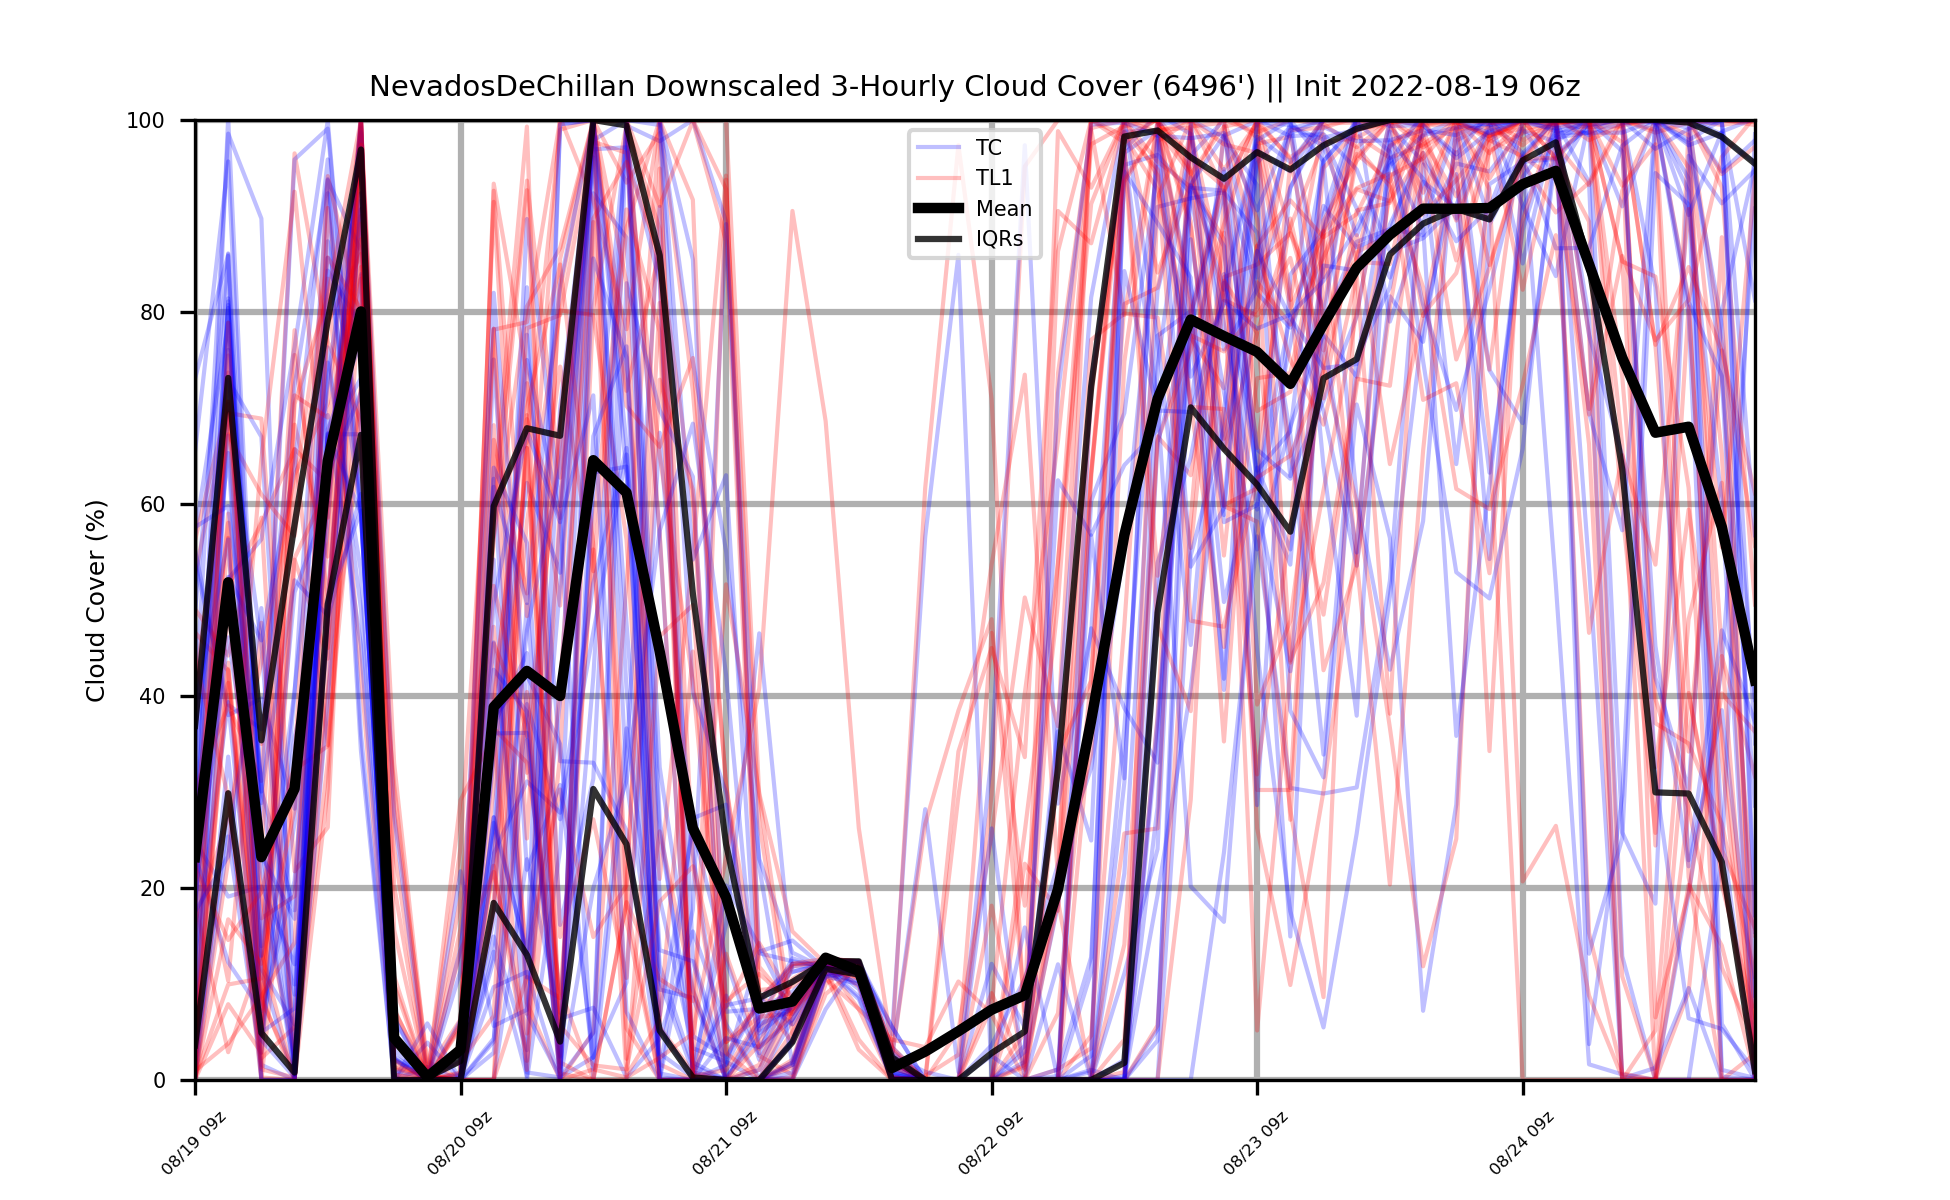 NevadosDeChillan Downscaled 3-Hourly Cloud Cover (6496') || Init 2022-08-19 06z
Cloud Cover (%)
100
80
60
40
20
0
TC
TL1
Mean
IQRs
08/19 09z
08/20 09z
08/21 09z
08/22 09z
08/23 09z
08/24 09z